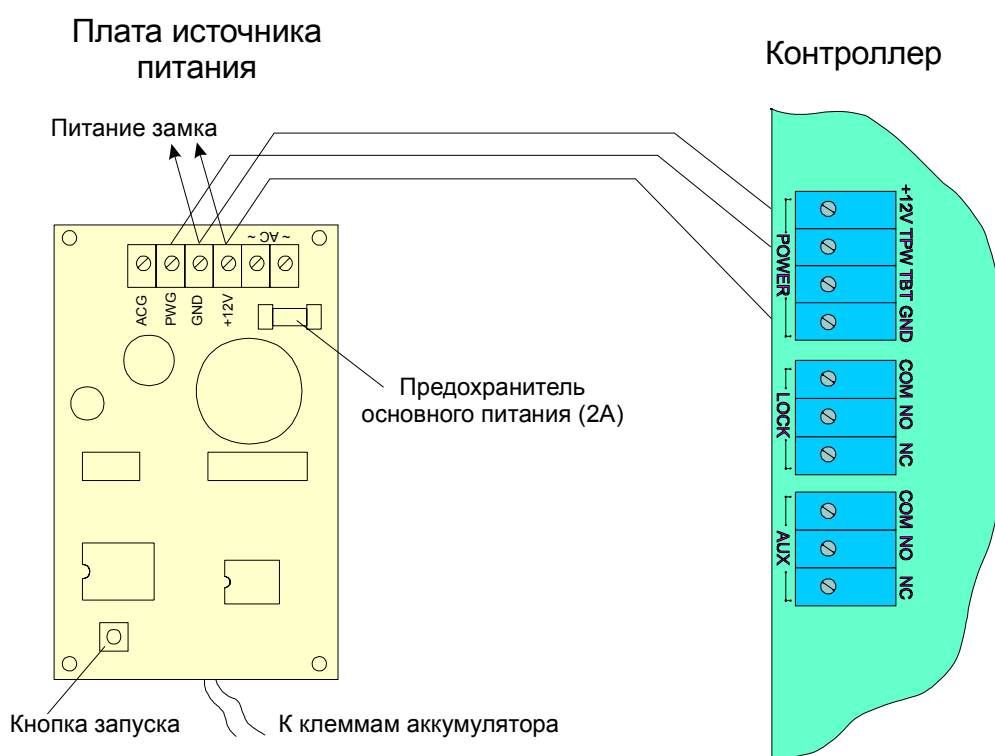 Плата источника
питания
Контроллер
Питание замка
~ AC ~
ACG
PWG
GND
+12V
Предохранитель
основного питания (2А)
POWER
+12V TPW TBT GND
LOCK
COM NO NC
AUX
COM NO NC
Кнопка запуска
К клеммам аккумулятора